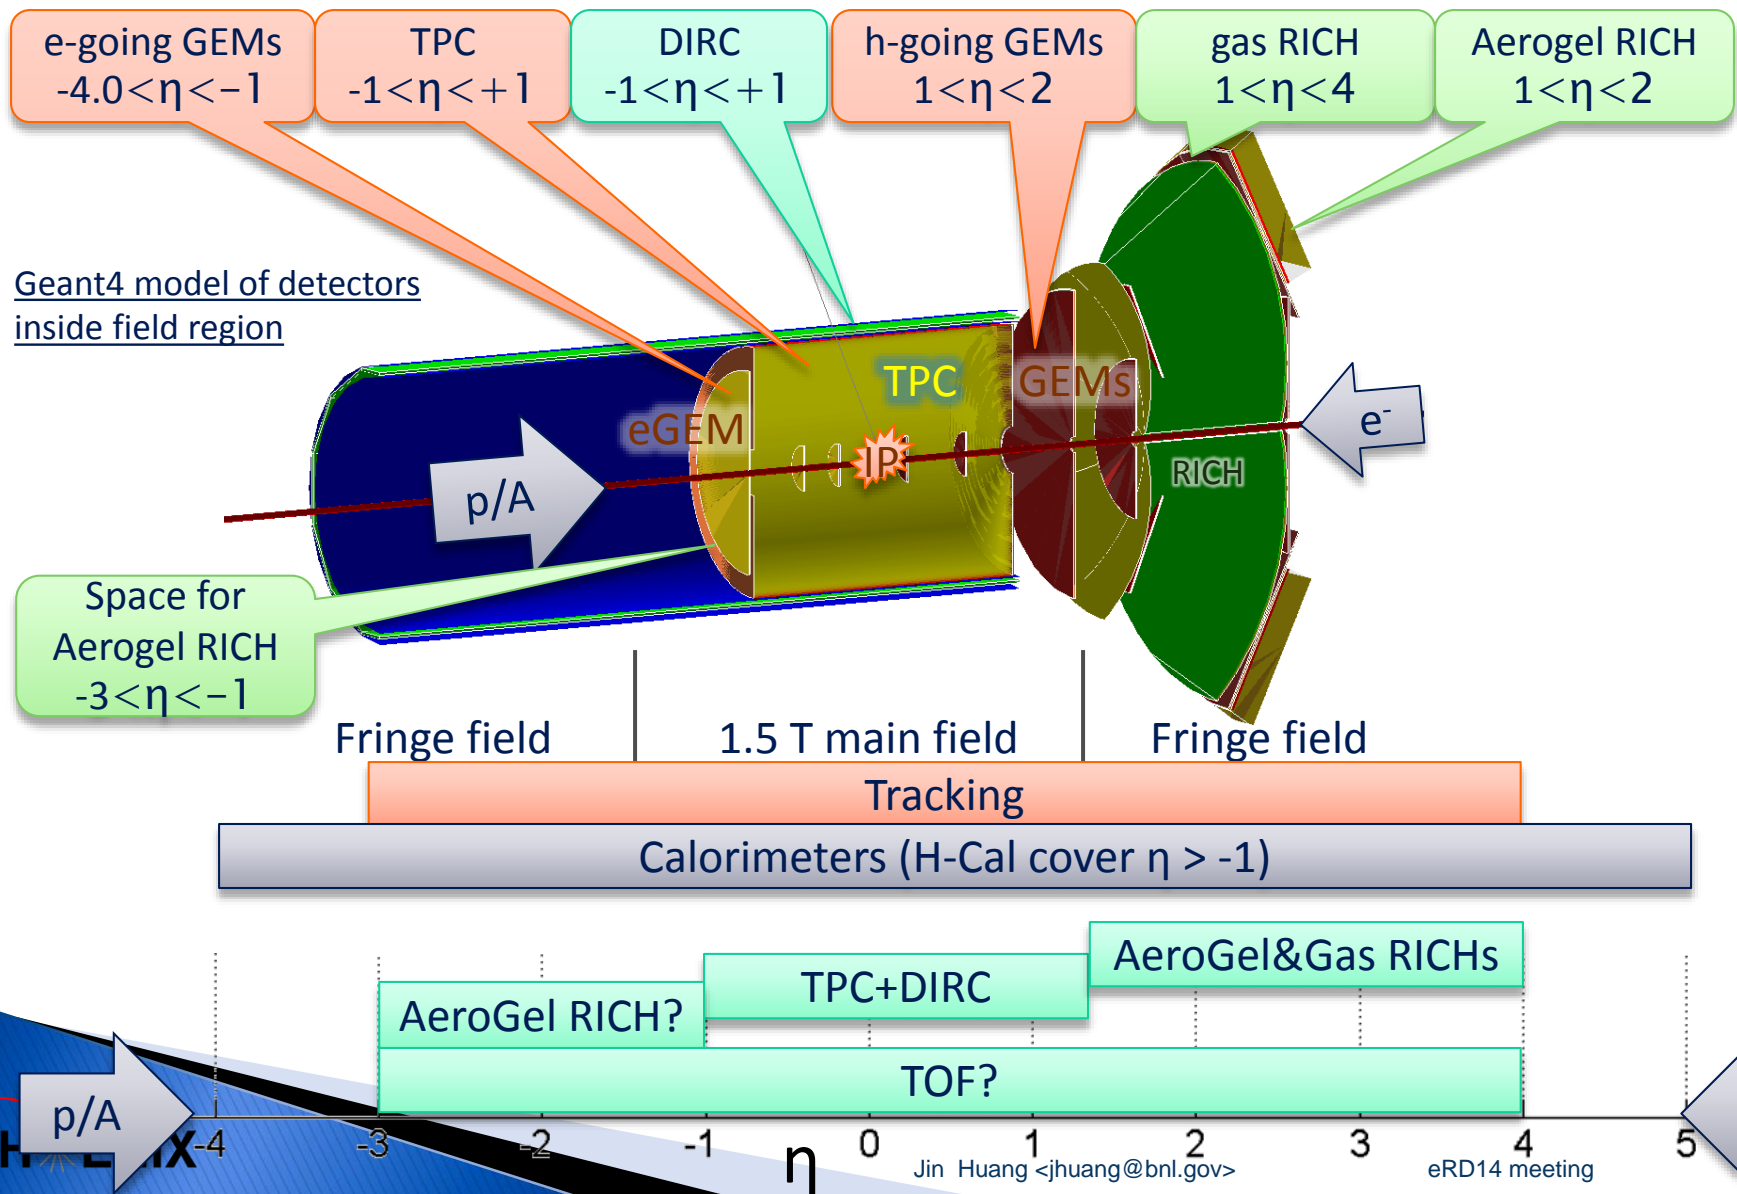 e-going GEMs
-4.0<η<−1
TPC
-1<η<+1
DIRC
-1<η<+1
h-going GEMs
1<η<2
gas RICH
1<η<4
Aerogel RICH
1<η<2
Geant4 model of detectors
inside field region
TPC
GEMs
eGEM
IP
RICH
e-
p/A
Space for
Aerogel RICH
-3<η<−1
Fringe field
1.5 T main field
Fringe field
Tracking
Calorimeters (H-Cal cover η > -1)
AeroGel&Gas RICHs
TPC+DIRC
AeroGel RICH?
TOF?
p/A
-4 -3 -2 -1 0 1 2 3 4 5
η
Jin Huang <jhuang@bnl.gov>
eRD14 meeting